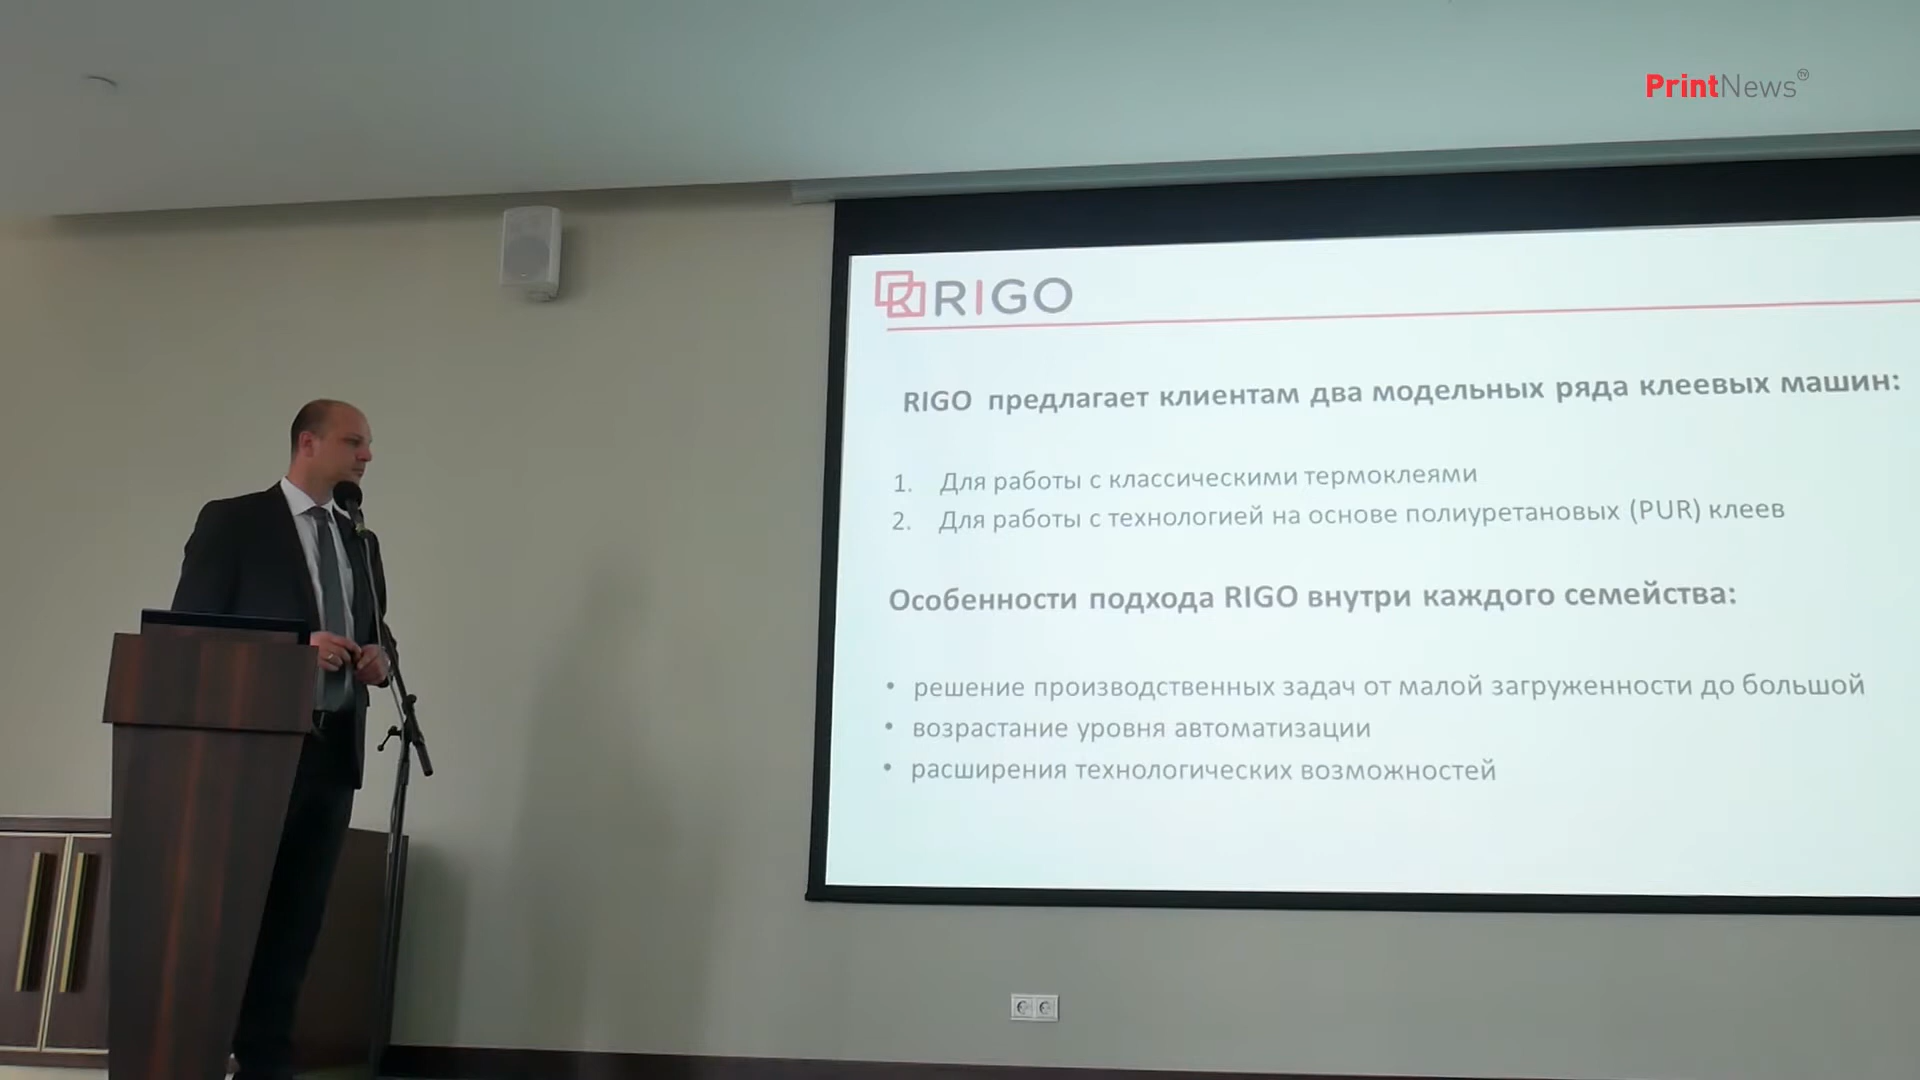 PrintNews TV
RIGO
RIGO предлагает клиентам два модельных ряда клеевых машин:
1. Для работы с классическими термоклеями
2. Для работы с технологией на основе полиуретановых (PUR) клеев
Особенности подхода RIGO внутри каждого семейства:
• решение производственных задач от малой загруженности до большой
• возрастание уровня автоматизации
• расширения технологических возможностей